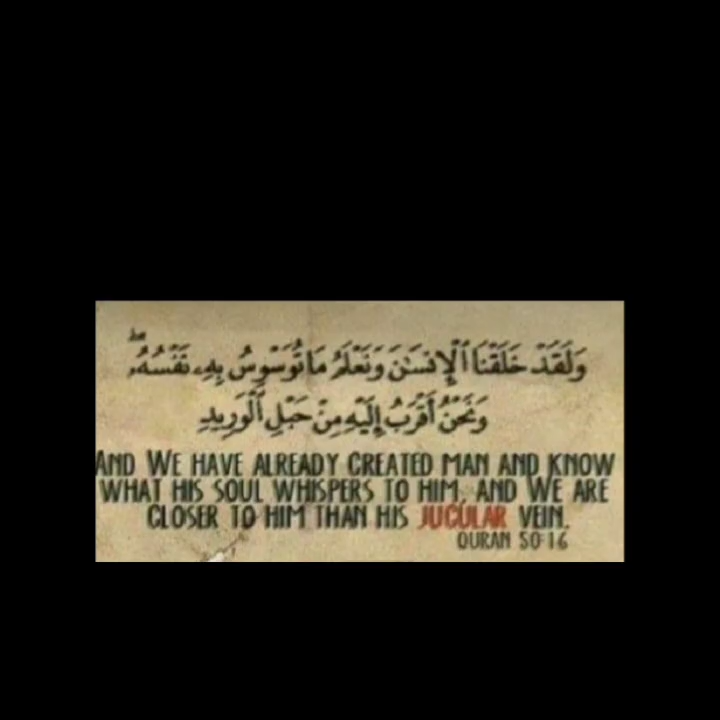 وَلَقَدْ خَلَقْنَا ٱلْإِنسَٰنَ وَنَعْلَمُ مَا تُوَسْوِسُ بِهِۦ نَفْسُهُۥ ۖ
وَنَحْنُ أَقْرَبُ إِلَيْهِ مِنْ حَبْلِ ٱلْوَرِيدِ
AND WE HAVE ALREADY CREATED MAN AND KNOW
WHAT HIS SOUL WHISPERS TO HIM, AND WE ARE
CLOSER TO HIM THAN HIS JUGULAR VEIN.
QURAN 50:16